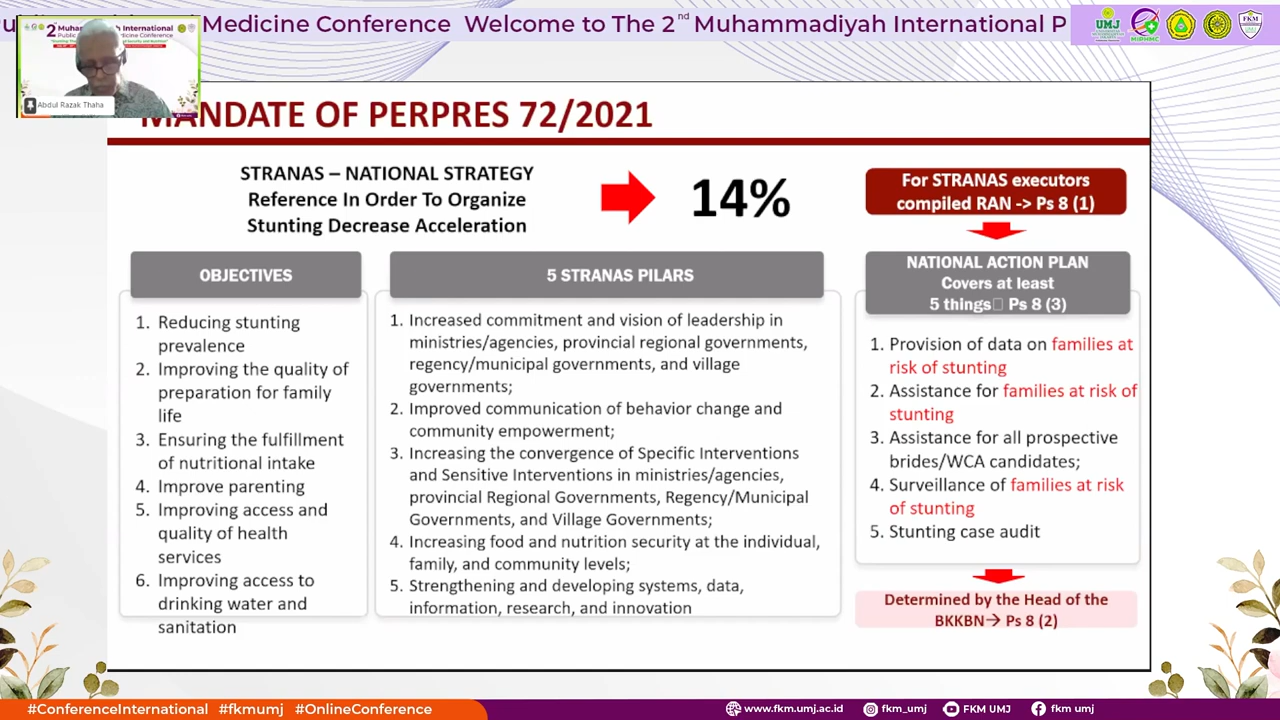 Medicine Conference Welcome to The 2nd Muhammadiyah International P
UMJ
FKM
Abdul Razak Thaha
MANDATE OF PERPRES 72/2021
STRANAS – NATIONAL STRATEGY
Reference In Order To Organize
Stunting Decrease Acceleration
14%
For STRANAS executors
compiled RAN -> Ps 8 (1)
OBJECTIVES
1. Reducing stunting
prevalence
2. Improving the quality of
preparation for family
life
3. Ensuring the fulfillment
of nutritional intake
4. Improve parenting
5. Improving access and
quality of health
services
6. Improving access to
drinking water and
sanitation
5 STRANAS PILARS
1. Increased commitment and vision of leadership in
ministries/agencies, provincial regional governments,
regency/municipal governments, and village
governments;
2. Improved communication of behavior change and
community empowerment;
3. Increasing the convergence of Specific Interventions
and Sensitive Interventions in ministries/agencies,
provincial Regional Governments, Regency/Municipal
Governments, and Village Governments;
4. Increasing food and nutrition security at the individual,
family, and community levels;
5. Strengthening and developing systems, data,
information, research, and innovation
NATIONAL ACTION PLAN
Covers at least
5 things Ps 8 (3)
1. Provision of data on families at
risk of stunting
2. Assistance for families at risk of
stunting
3. Assistance for all prospective
brides/WCA candidates;
4. Surveillance of families at risk
of stunting
5. Stunting case audit
Determined by the Head of the
BKKBN→ Ps 8 (2)
#ConferenceInternational #fkmumj #OnlineConference
www.fkm.umj.ac.id fkm_umj FKM UMJ fkm umj